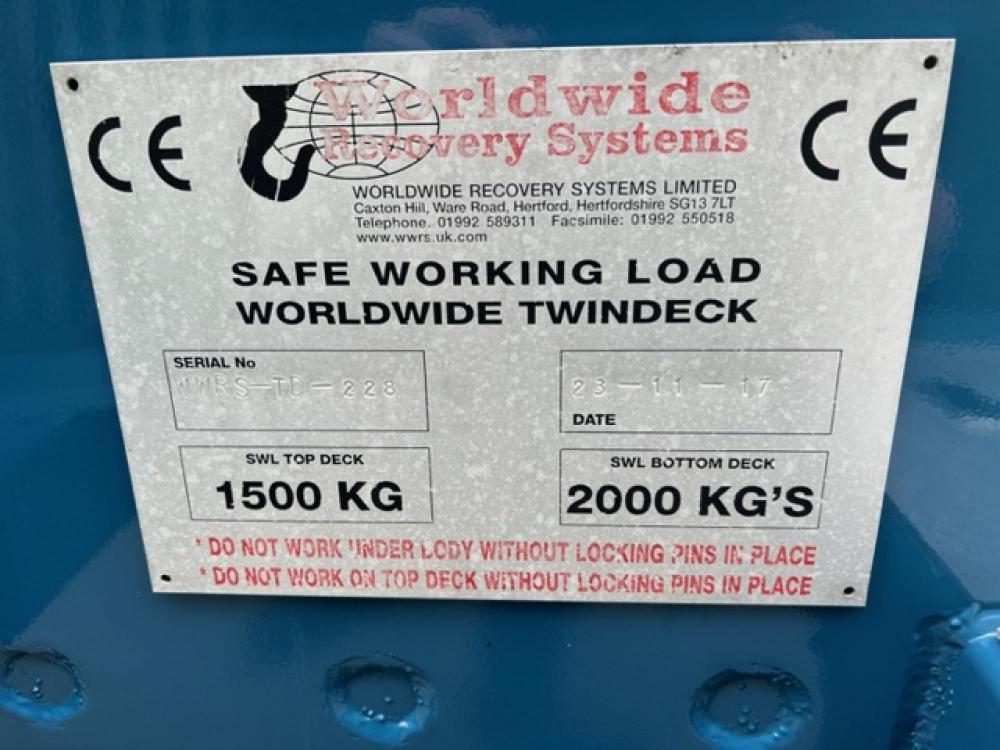 CE
Worldwide
Recovery Systems
CE
WORLDWIDE RECOVERY SYSTEMS LIMITED
Caxton Hill, Ware Road, Hertford, Hertfordshire SG13 7LT
Telephone. 01992 589311 Facsimile: 01992 550518
www.wwrs.uk.com
SAFE WORKING LOAD
WORLDWIDE TWINDECK
SERIAL No
WWRS-TD-228
23-11-17
DATE
SWL TOP DECK
1500 KG
SWL BOTTOM DECK
2000 KG'S
* DO NOT WORK UNDER BODY WITHOUT LOCKING PINS IN PLACE
* DO NOT WORK ON TOP DECK WITHOUT LOCKING PINS IN PLACE